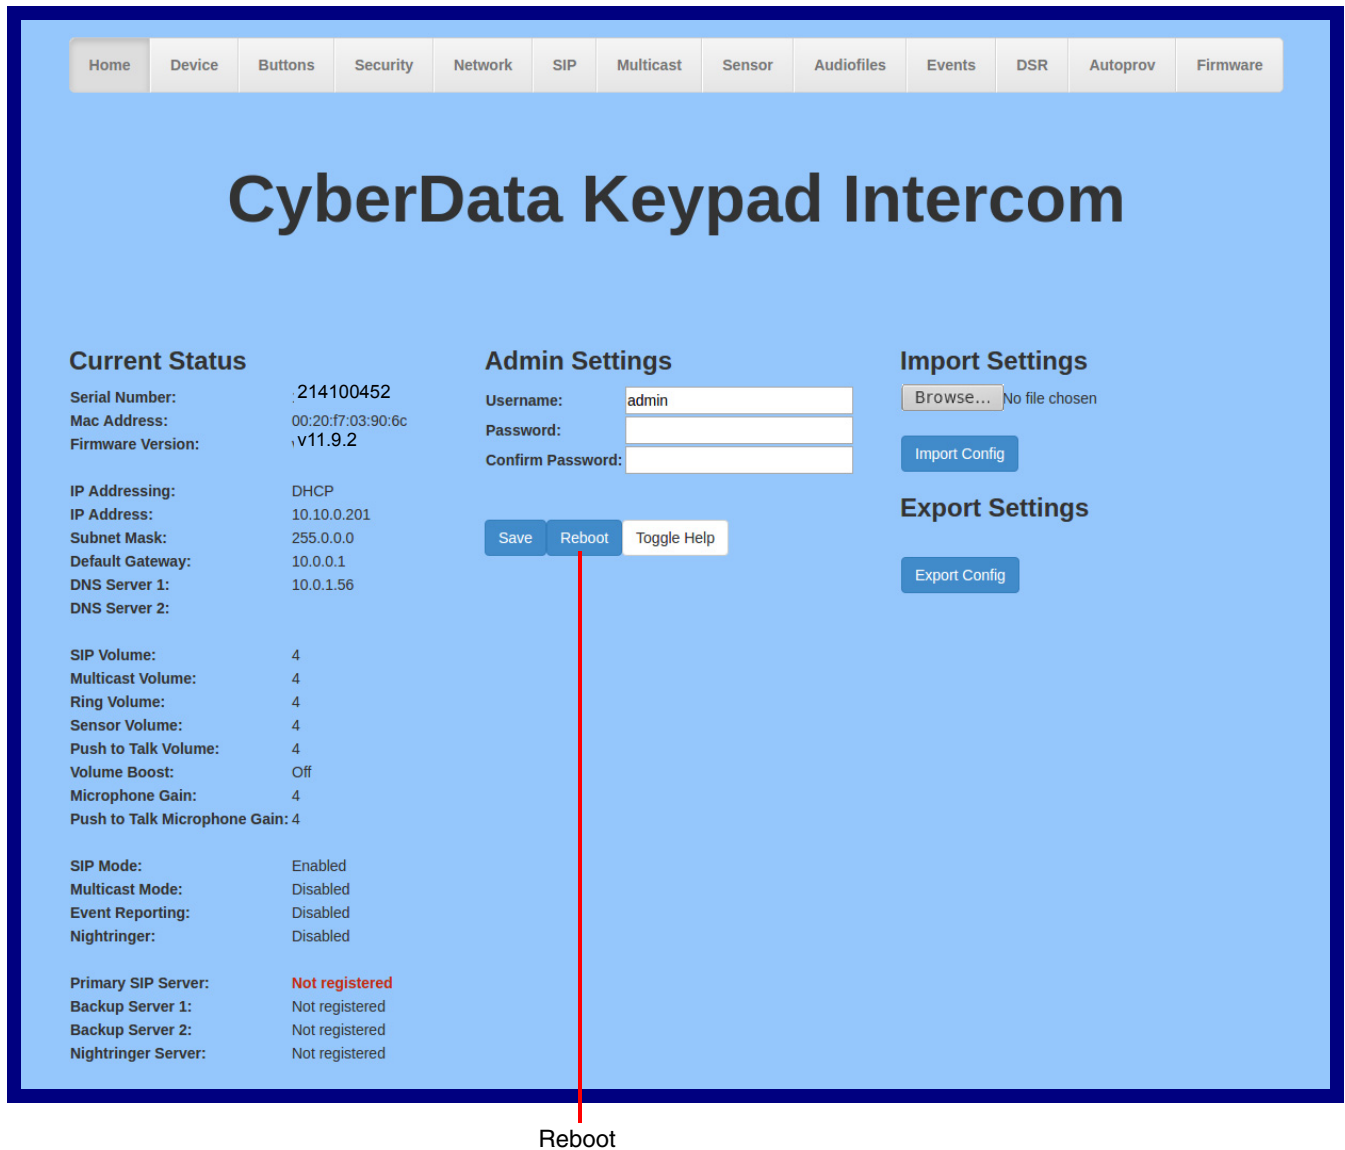 Home Device Buttons Security Network SIP Multicast Sensor Audiofiles Events DSR Autoprov Firmware
CyberData Keypad Intercom
Current Status
Serial Number: 214100452
Mac Address: 00:20:f7:03:90:6c
Firmware Version: v11.9.2
IP Addressing: DHCP
IP Address: 10.10.0.201
Subnet Mask: 255.0.0.0
Default Gateway: 10.0.0.1
DNS Server 1: 10.0.1.56
DNS Server 2:
SIP Volume: 4
Multicast Volume: 4
Ring Volume: 4
Sensor Volume: 4
Push to Talk Volume: 4
Volume Boost: Off
Microphone Gain: 4
Push to Talk Microphone Gain: 4
SIP Mode: Enabled
Multicast Mode: Disabled
Event Reporting: Disabled
Nightringer: Disabled
Primary SIP Server: Not registered
Backup Server 1: Not registered
Backup Server 2: Not registered
Nightringer Server: Not registered
Admin Settings
Username: admin
Password:
Confirm Password:
Save Reboot Toggle Help
Import Settings
Browse... No file chosen
Import Config
Export Settings
Export Config
Reboot